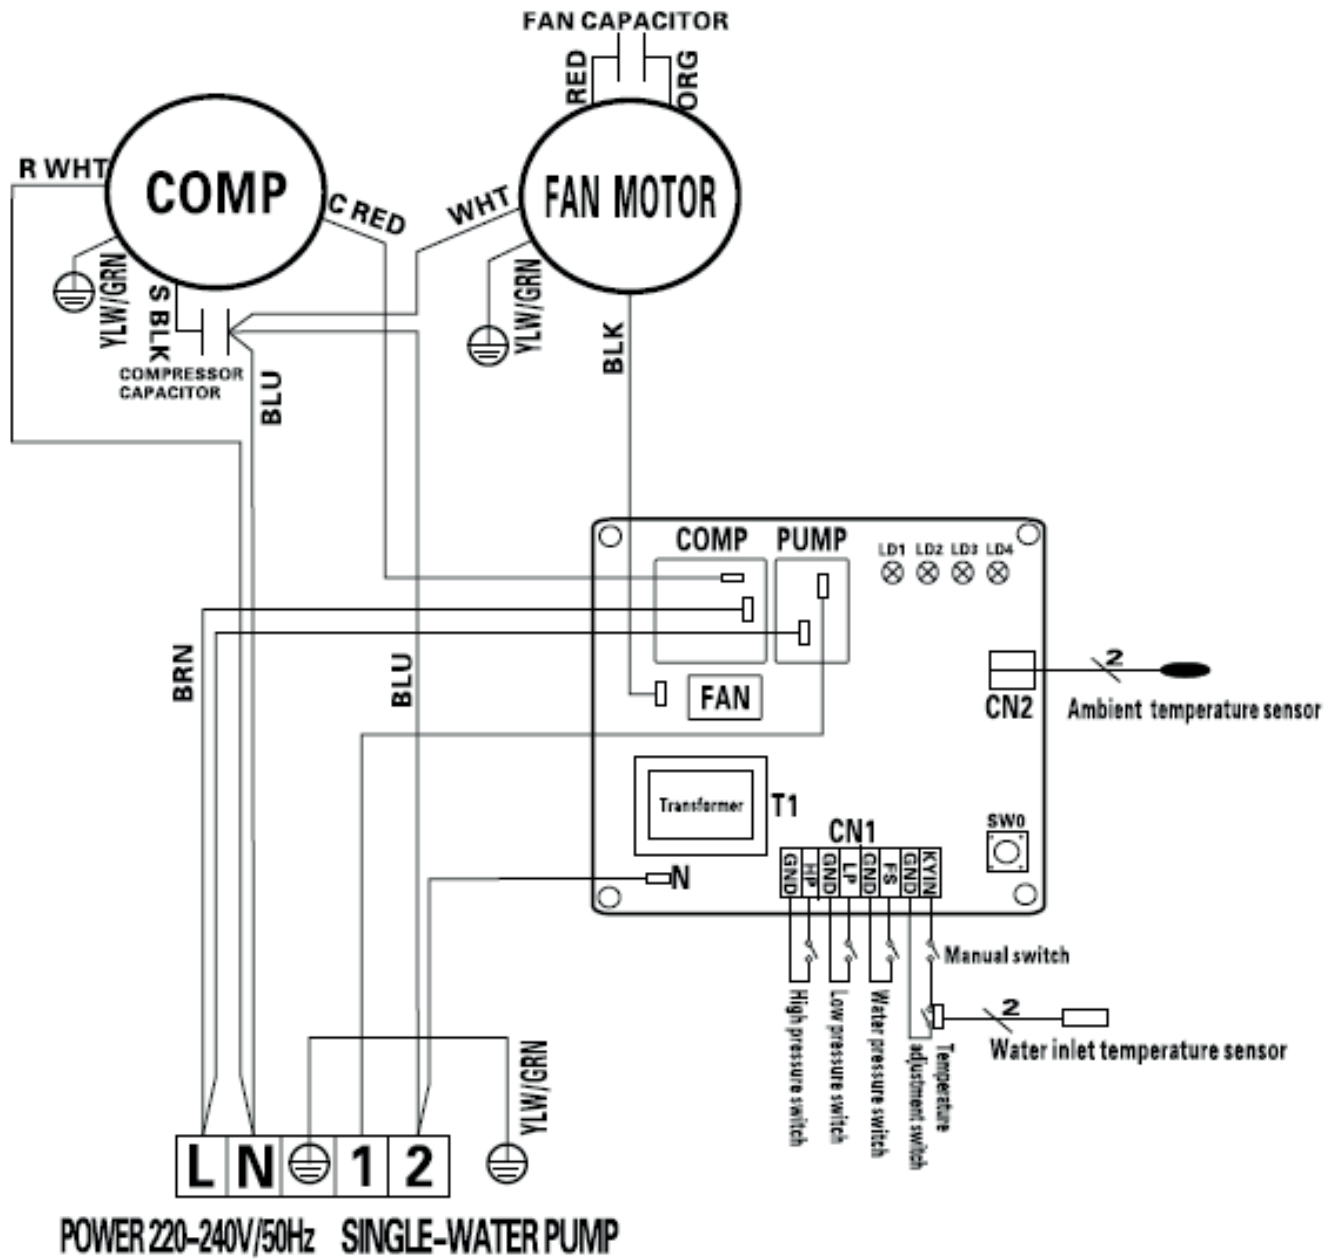 FAN CAPACITOR
RED
ORG
R WHT
COMP
C RED
WHT
FAN MOTOR
YLW/GRN
S BLK
COMPRESSOR
CAPACITOR
BLU
YLW/GRN
BLK
COMP
PUMP
LD1 LD2 LD3 LD4
BRN
BLU
FAN
CN2
2
Ambient temperature sensor
Transformer
T1
CN1
SW0
N
GND
HP
GND
LP
GND
FS
GND
KYIN
Manual switch
High pressure switch
Low pressure switch
Water pressure switch
Temperature
adjustment switch
2
Water inlet temperature sensor
YLW/GRN
L N 1 2
POWER 220-240V/50Hz SINGLE-WATER PUMP